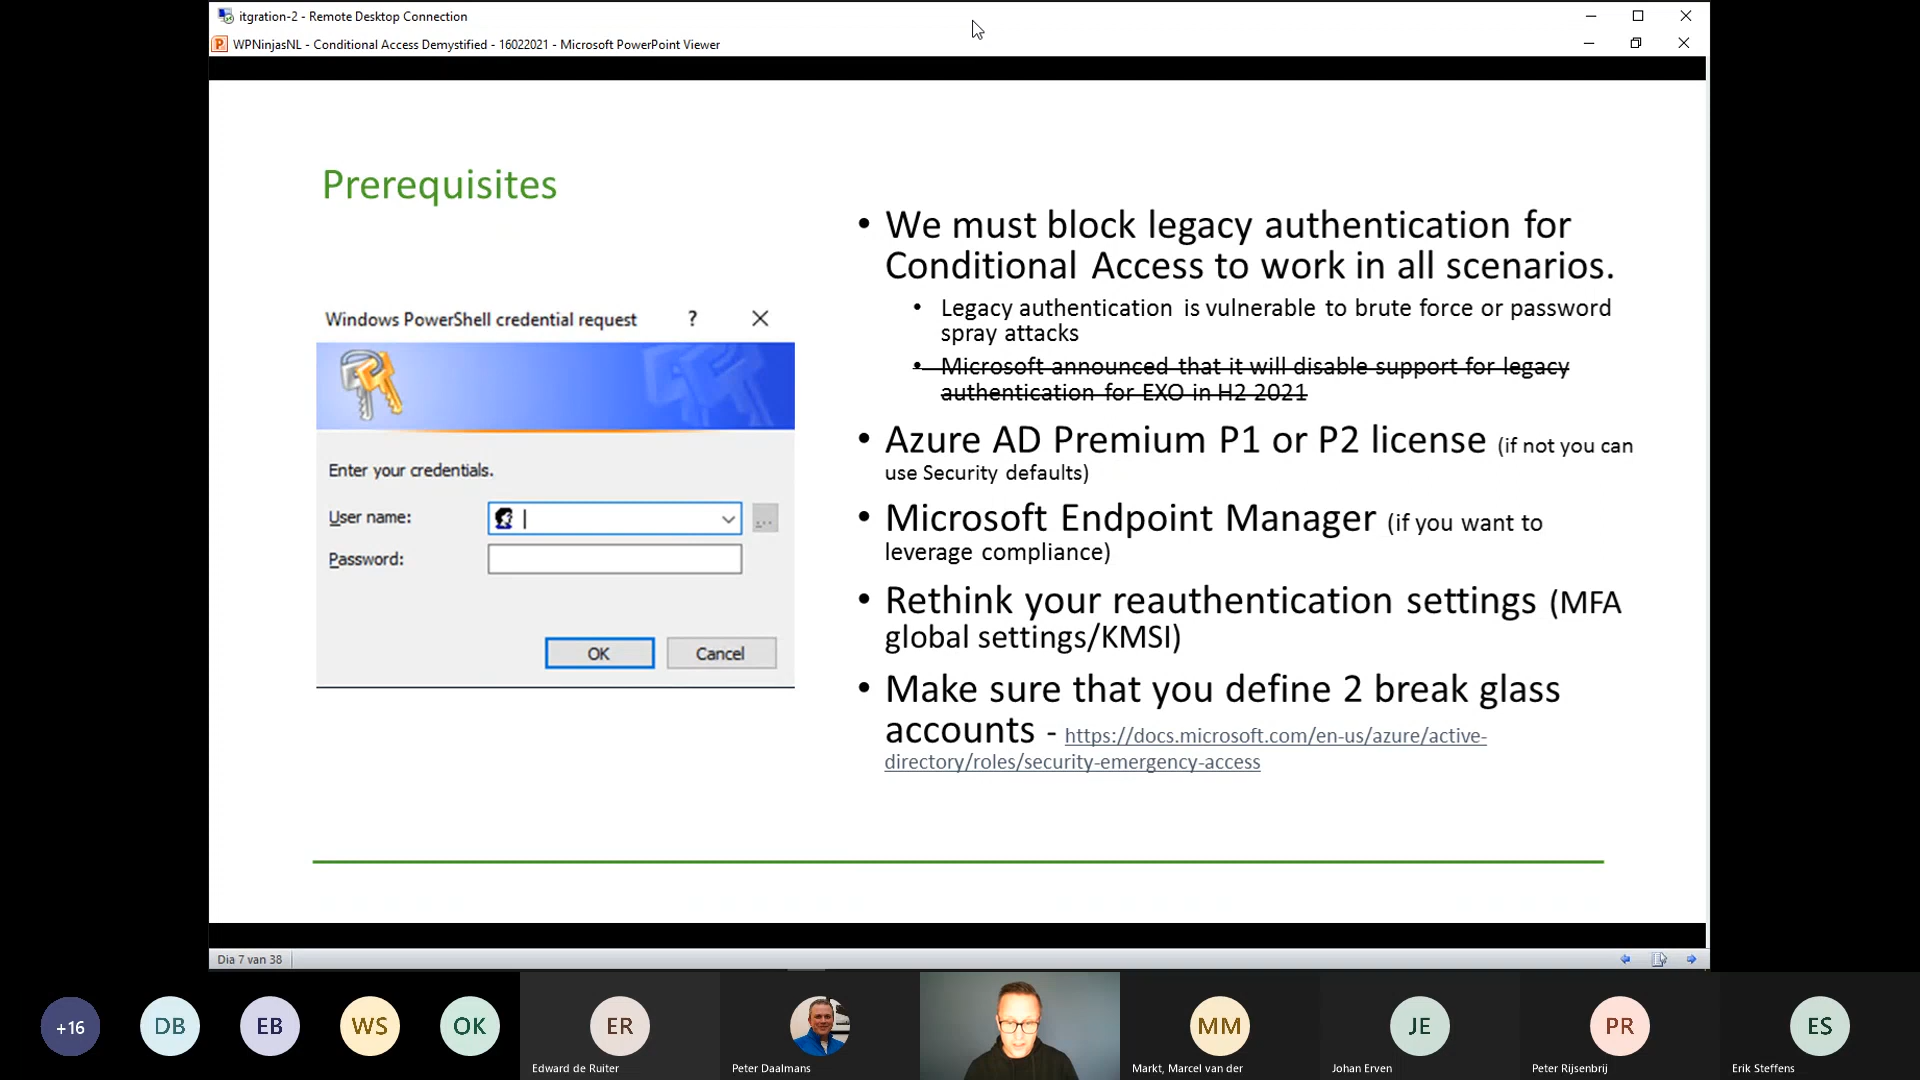 itgration-2 - Remote Desktop Connection
WPNinjasNL - Conditional Access Demystified - 16022021 - Microsoft PowerPoint Viewer
Prerequisites
Windows PowerShell credential request ?
Enter your credentials.
User name:
...
Password:
OK Cancel
• We must block legacy authentication for
Conditional Access to work in all scenarios.
• Legacy authentication is vulnerable to brute force or password
spray attacks
• Microsoft announced that it will disable support for legacy
authentication for EXO in H2 2021
• Azure AD Premium P1 or P2 license (if not you can
use Security defaults)
• Microsoft Endpoint Manager (if you want to
leverage compliance)
• Rethink your reauthentication settings (MFA
global settings/KMSI)
• Make sure that you define 2 break glass
accounts - https://docs.microsoft.com/en-us/azure/active-
directory/roles/security-emergency-access
Dia 7 van 38
+16 DB EB WS OK ER MM JE PR ES
Edward de Ruiter Peter Daalmans Markt, Marcel van der Johan Erven Peter Rijsenbrij Erik Steffens